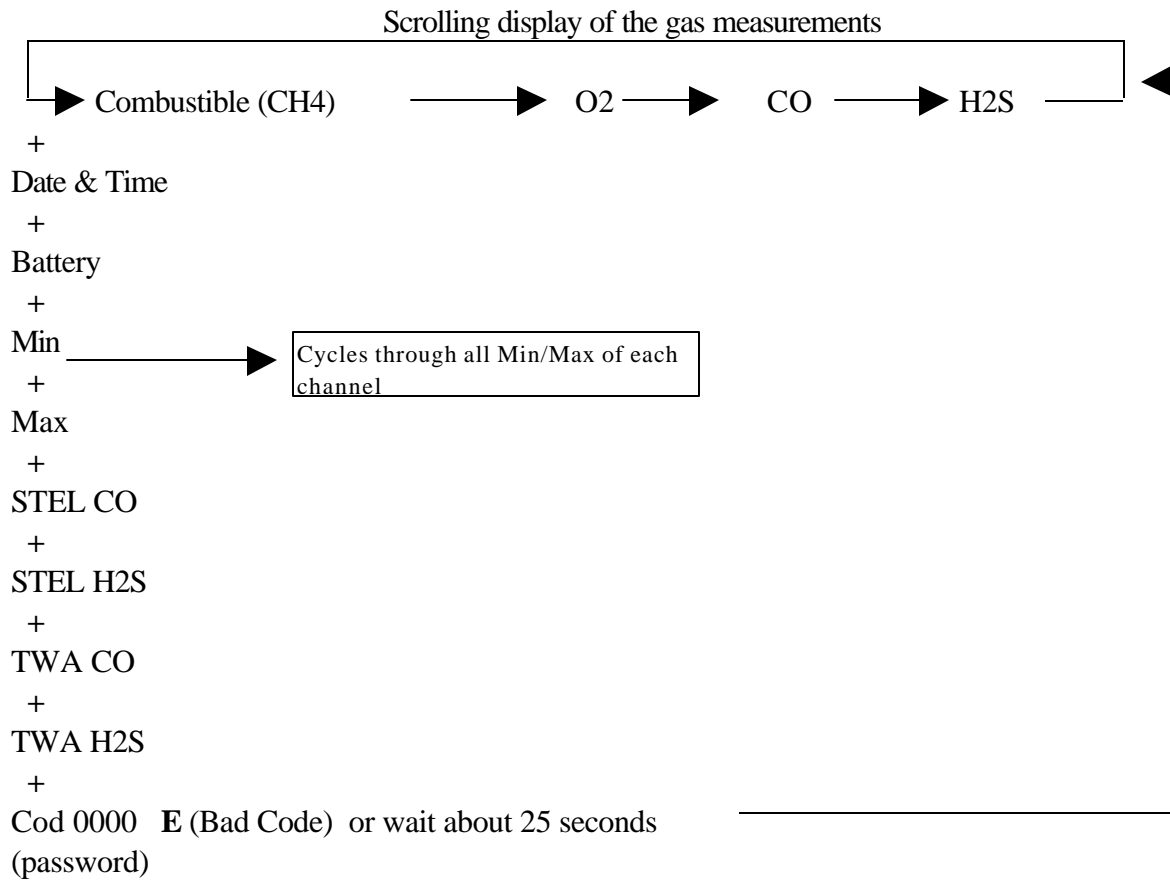 Scrolling display of the gas measurements
Combustible (CH4) O2 CO H2S
+
Date & Time
+
Battery
+
Min
Cycles through all Min/Max of each
channel
+
Max
+
STEL CO
+
STEL H2S
+
TWA CO
+
TWA H2S
+
Cod 0000 E (Bad Code) or wait about 25 seconds
(password)